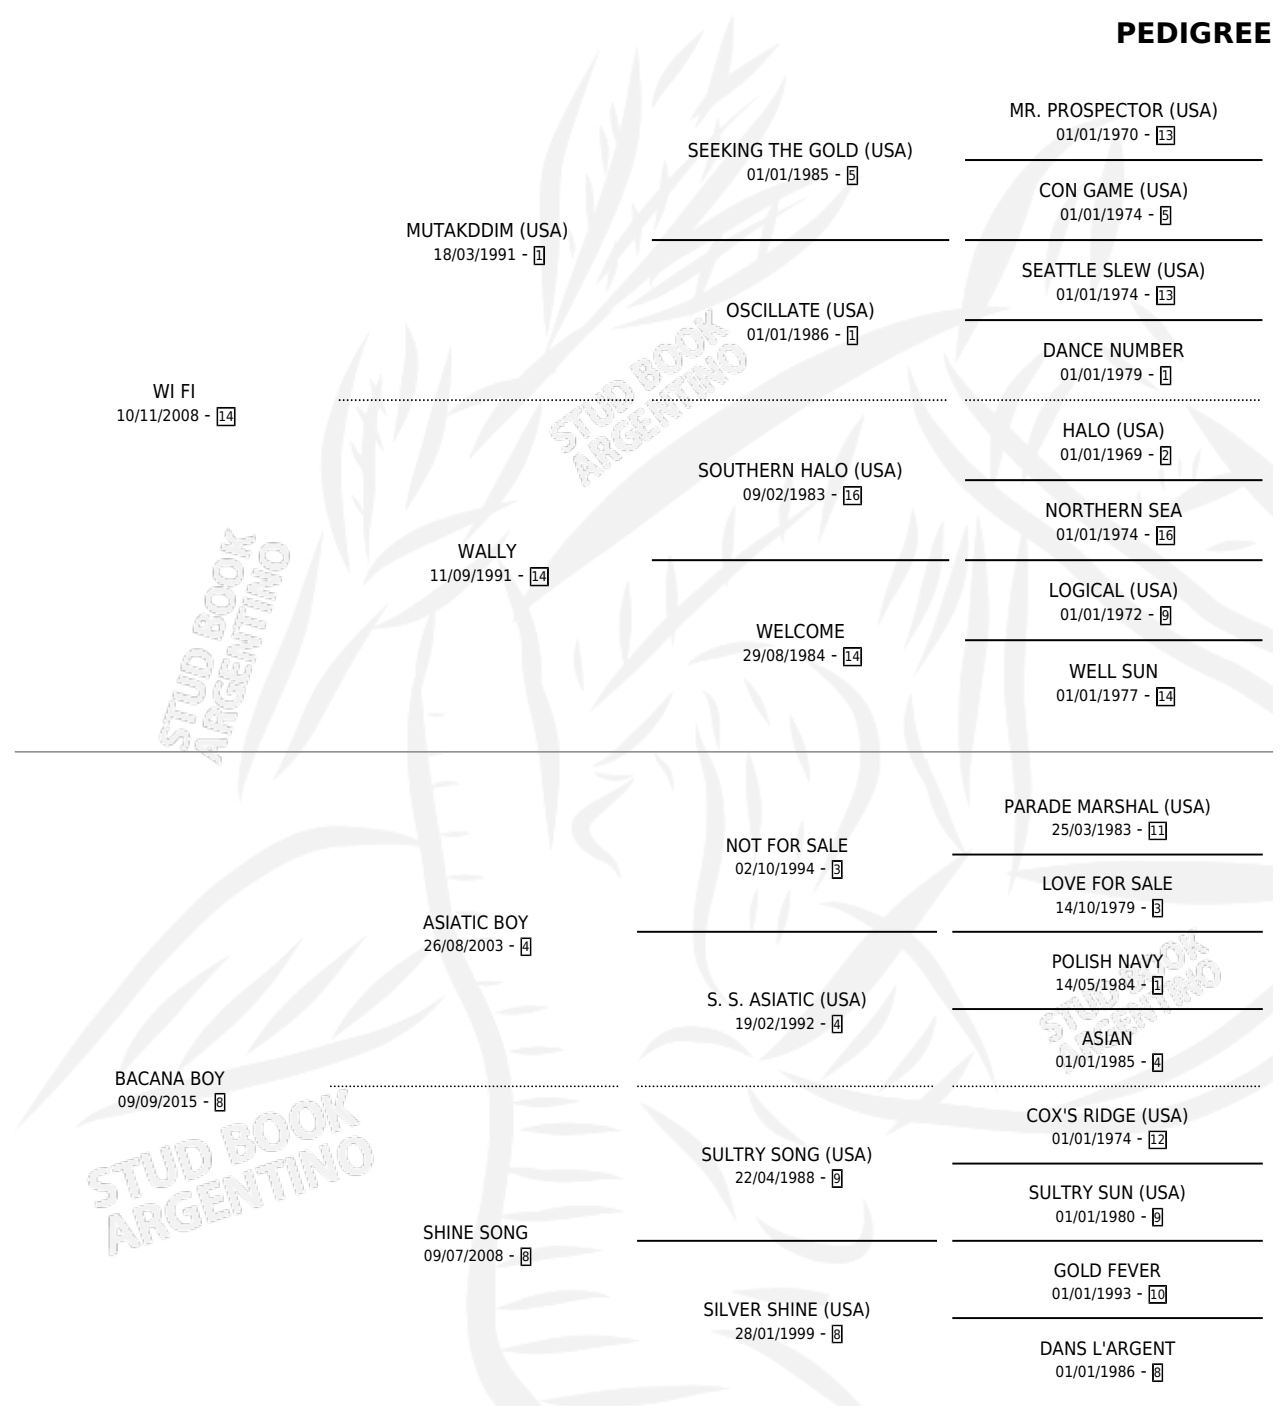 PEDIGREE
MR. PROSPECTOR (USA)
01/01/1970 - 13
SEEKING THE GOLD (USA)
01/01/1985 - 5
CON GAME (USA)
01/01/1974 - 5
MUTAKDDIM (USA)
18/03/1991 - 1
SEATTLE SLEW (USA)
01/01/1974 - 13
OSCILLATE (USA)
01/01/1986 - 1
DANCE NUMBER
01/01/1979 - 1
WI FI
10/11/2008 - 14
HALO (USA)
01/01/1969 - 2
SOUTHERN HALO (USA)
09/02/1983 - 16
NORTHERN SEA
01/01/1974 - 16
WALLY
11/09/1991 - 14
LOGICAL (USA)
01/01/1972 - 9
WELCOME
29/08/1984 - 14
WELL SUN
01/01/1977 - 14
PARADE MARSHAL (USA)
25/03/1983 - 11
NOT FOR SALE
02/10/1994 - 3
LOVE FOR SALE
14/10/1979 - 3
ASIATIC BOY
26/08/2003 - 4
POLISH NAVY
14/05/1984 - 1
S. S. ASIATIC (USA)
19/02/1992 - 4
ASIAN
01/01/1985 - 4
BACANA BOY
09/09/2015 - 8
COX'S RIDGE (USA)
01/01/1974 - 12
SULTRY SONG (USA)
22/04/1988 - 9
SULTRY SUN (USA)
01/01/1980 - 9
SHINE SONG
09/07/2008 - 8
GOLD FEVER
01/01/1993 - 10
SILVER SHINE (USA)
28/01/1999 - 8
DANS L'ARGENT
01/01/1986 - 8
STUD BOOK
ARGENTINO
STUD BOOK
ARGENTINO
STUD BOOK
ARGENTINO
STUD BOOK
ARGENTINO